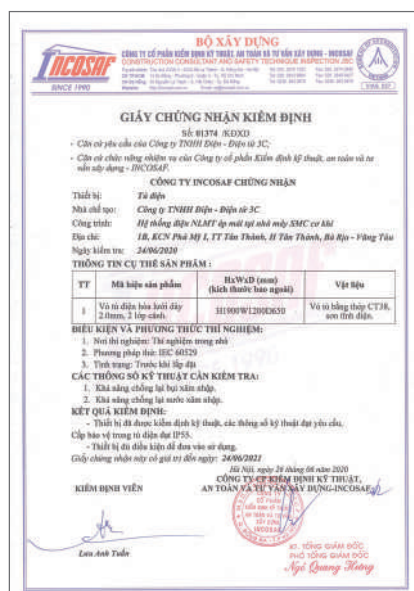 BỘ XÂY DỰNG
CÔNG TY CỔ PHẦN KIỂM ĐỊNH KỸ THUẬT, AN TOÀN VÀ TƯ VẤN XÂY DỰNG - INCOSAF
CONSTRUCTION CONSULTANT AND SAFETY TECHNIQUE INSPECTION JSC
INCOSAF
SINCE 1990
GIẤY CHỨNG NHẬN KIỂM ĐỊNH
Số: 01374 /KĐXD
- Căn cứ yêu cầu của Công ty TNHH Điện - Điện tử 3C;
- Căn cứ chức năng nhiệm vụ của Công ty cổ phần Kiểm định kỹ thuật, an toàn và tư
vấn xây dựng - INCOSAF.
CÔNG TY INCOSAF CHỨNG NHẬN
Thiết bị: Tủ điện
Nhà chế tạo: Công ty TNHH Điện - Điện tử 3C
Công trình: Hệ thống điện NLMT áp mái tại nhà máy SMC cơ khí
Địa chỉ: 1B, KCN Phú Mỹ I, TT Tân Thành, H Tân Thành, Bà Rịa - Vũng Tàu
Ngày kiểm tra: 24/06/2020
THÔNG TIN CỤ THỂ SẢN PHẨM :
TT Mã hiệu sản phẩm HxWxD (mm) (kích thước bao ngoài) Vật liệu
1 Vỏ tủ điện hòa lưới dày 2.0mm, 2 lớp cánh. H1900W1200D650 Vỏ tủ bằng thép CT38, sơn tĩnh điện.
ĐIỀU KIỆN VÀ PHƯƠNG THỨC THÍ NGHIỆM:
1. Nơi thí nghiệm: Thí nghiệm trong nhà
2. Phương pháp thử: IEC 60529
3. Tình trạng: Trước khi lắp đặt
CÁC THÔNG SỐ KỸ THUẬT CẦN KIỂM TRA:
1. Khả năng chống lại bụi xâm nhập.
2. Khả năng chống lại nước xâm nhập.
KẾT QUẢ KIỂM ĐỊNH:
- Thiết bị đã được kiểm định kỹ thuật, các thông số kỹ thuật đạt yêu cầu.
Cấp bảo vệ trong tủ điện đạt IP55.
- Thiết bị đủ điều kiện để đưa vào sử dụng.
Giấy chứng nhận này có giá trị đến ngày: 24/06/2021
Hà Nội, ngày 26 tháng 06 năm 2020
KIỂM ĐỊNH VIÊN
CÔNG TY CP KIỂM ĐỊNH KỸ THUẬT,
AN TOÀN VÀ TƯ VẤN XÂY DỰNG-INCOSAF
Lưu Anh Tuấn
KT. TỔNG GIÁM ĐỐC
PHÓ TỔNG GIÁM ĐỐC
Ngô Quang Hưng